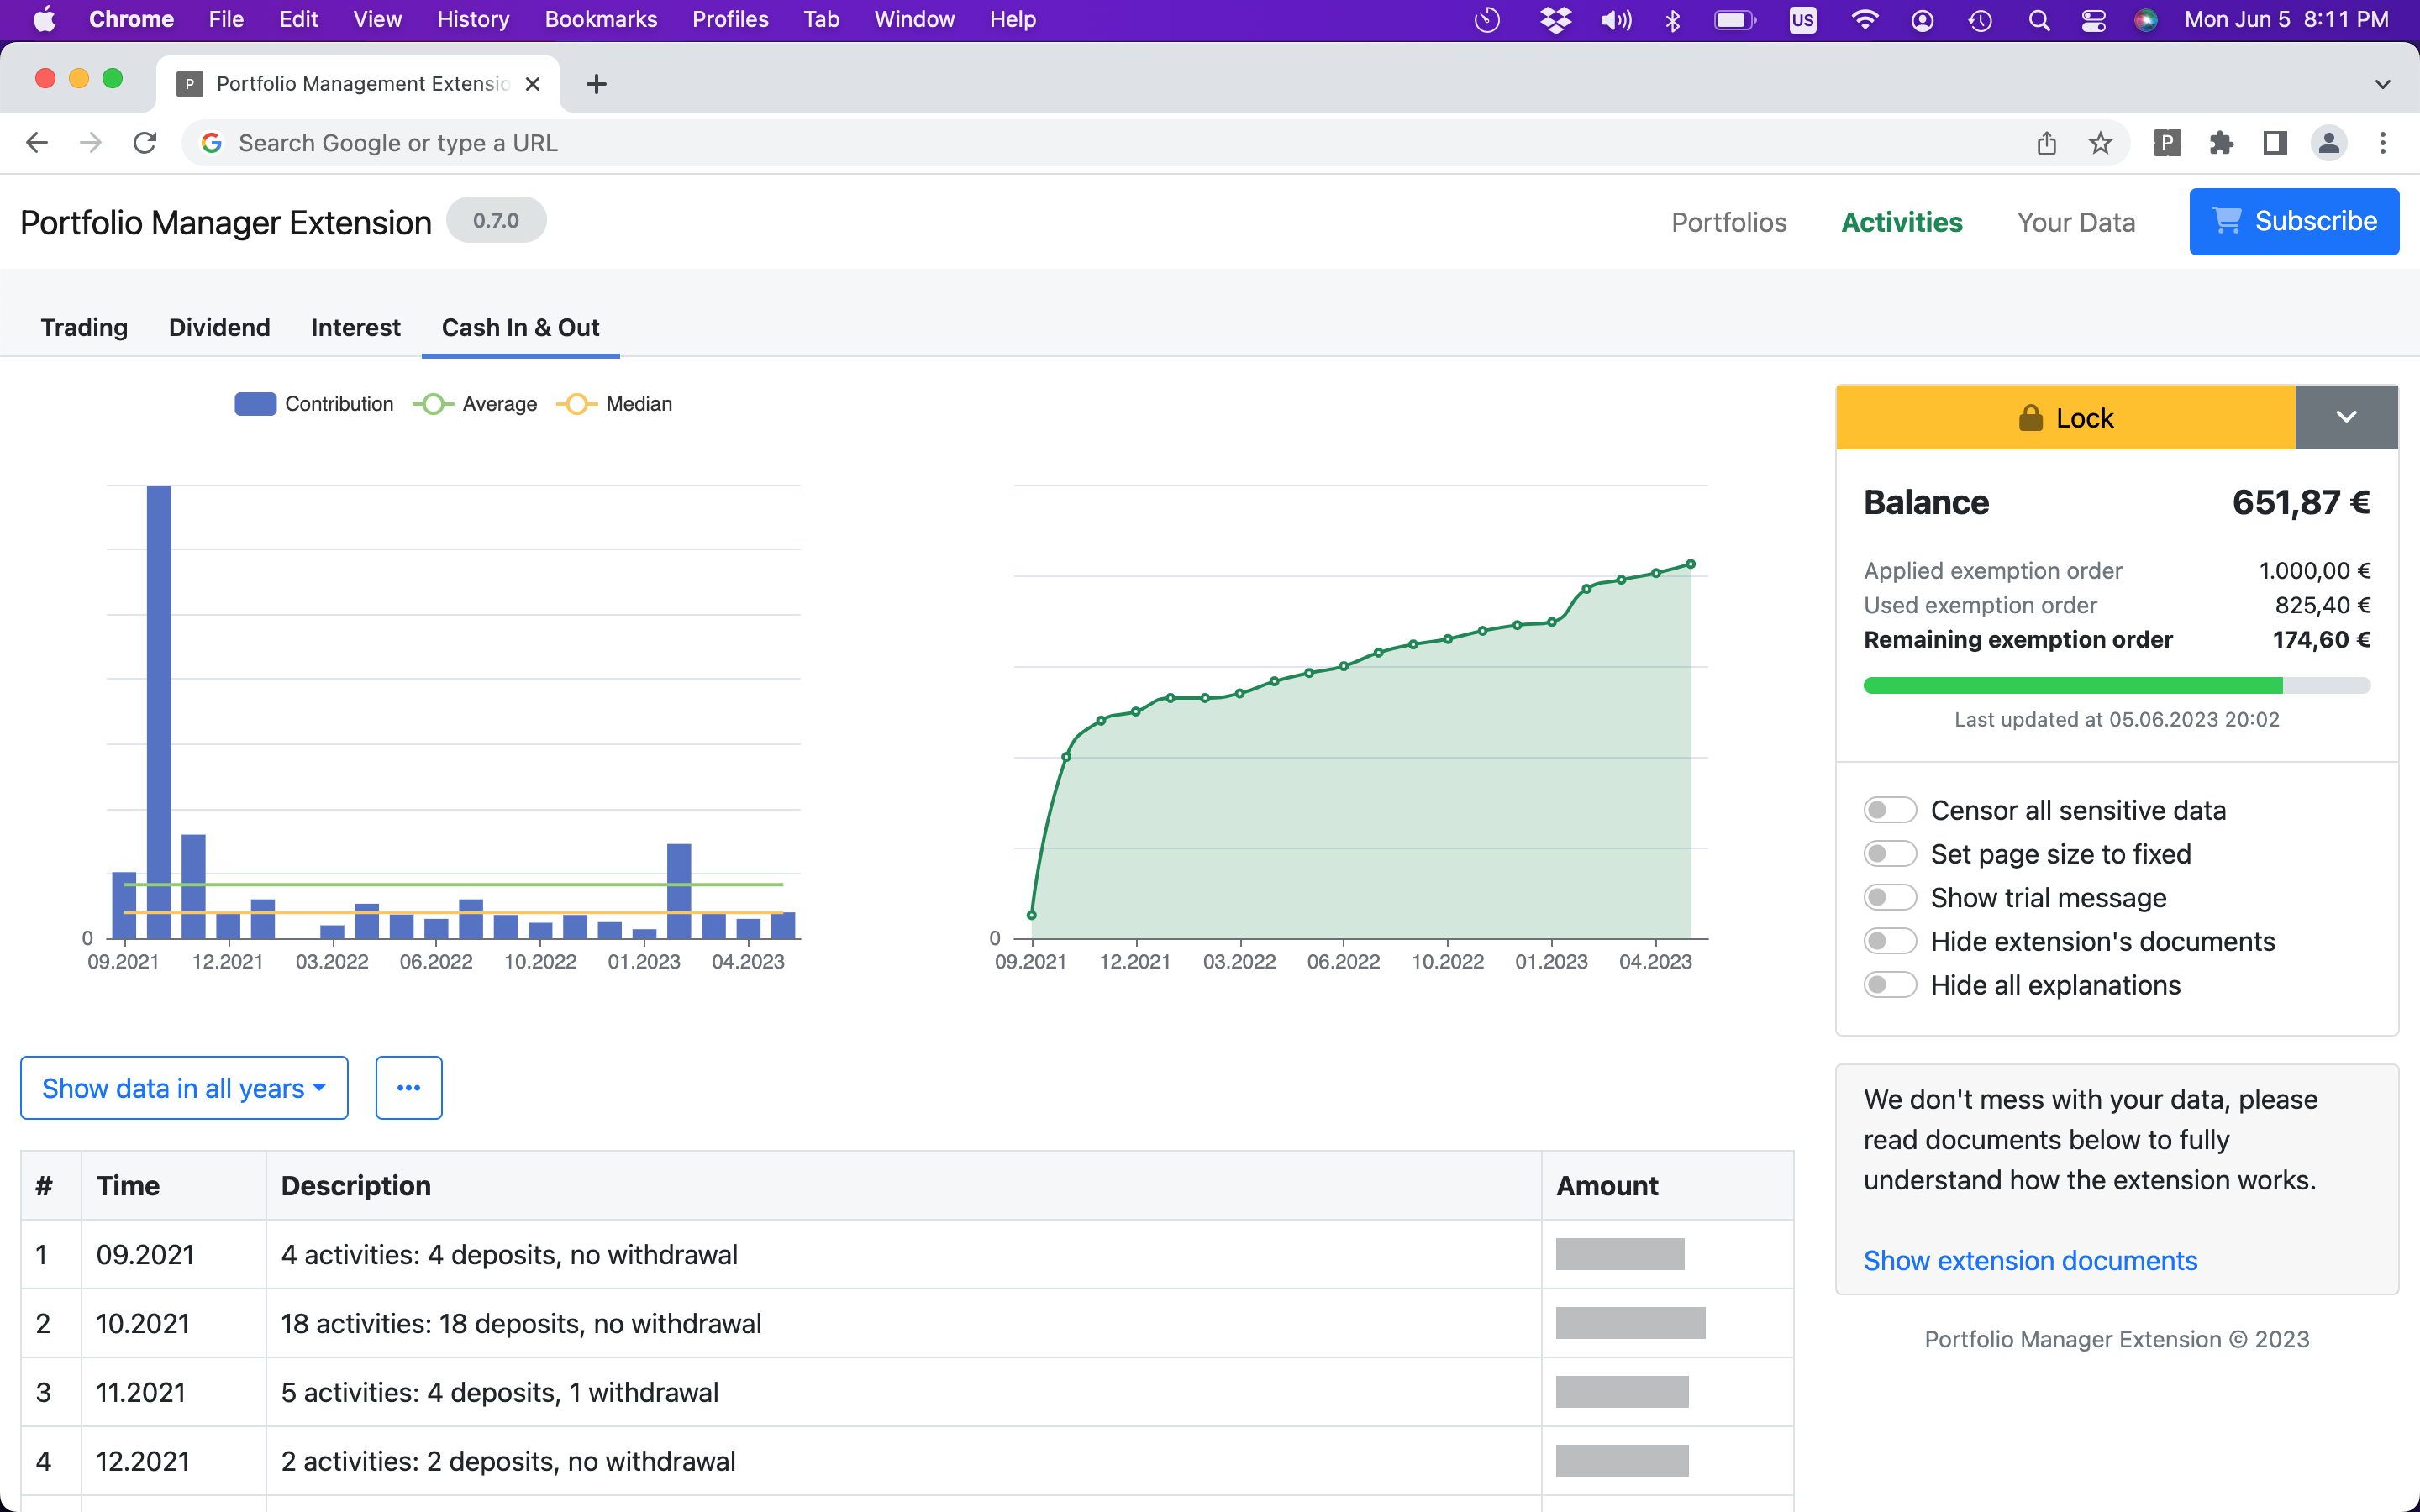 Chrome File Edit View History Bookmarks Profiles Tab Window Help US Mon Jun 5 8:11 PM
P Portfolio Management Extensio
Search Google or type a URL P
Portfolio Manager Extension 0.7.0 Portfolios Activities Your Data Subscribe
Trading Dividend Interest Cash In & Out
Contribution Average Median
0
09.2021 12.2021 03.2022 06.2022 10.2022 01.2023 04.2023
0
09.2021 12.2021 03.2022 06.2022 10.2022 01.2023 04.2023
Show data in all years
# Time Description Amount
1 09.2021 4 activities: 4 deposits, no withdrawal
2 10.2021 18 activities: 18 deposits, no withdrawal
3 11.2021 5 activities: 4 deposits, 1 withdrawal
4 12.2021 2 activities: 2 deposits, no withdrawal
Lock
Balance 651,87 €
Applied exemption order 1.000,00 €
Used exemption order 825,40 €
Remaining exemption order 174,60 €
Last updated at 05.06.2023 20:02
Censor all sensitive data
Set page size to fixed
Show trial message
Hide extension's documents
Hide all explanations
We don't mess with your data, please
read documents below to fully
understand how the extension works.
Show extension documents
Portfolio Manager Extension © 2023